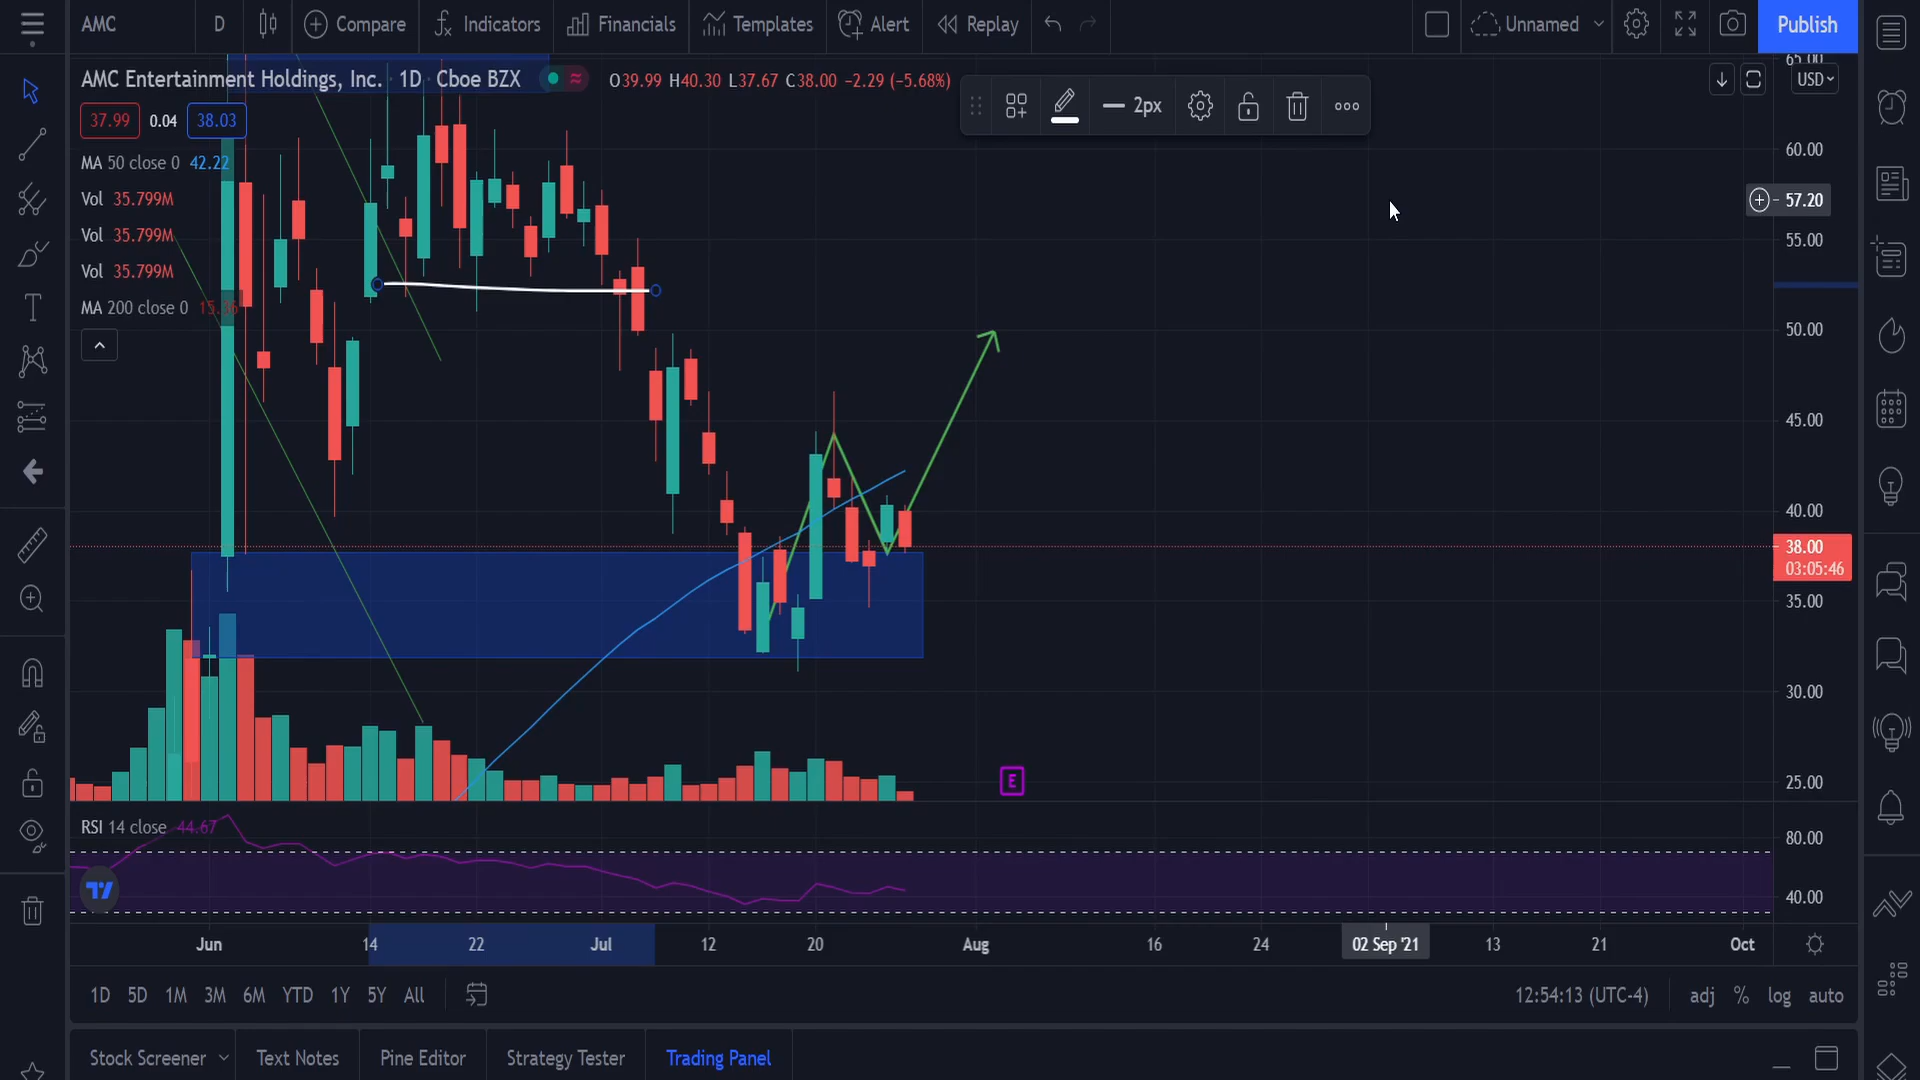 AMC D Compare Indicators Financials Templates Alert Replay Unnamed Publish
AMC Entertainment Holdings, Inc. · 1D · Cboe BZX O39.99 H40.30 L37.67 C38.00 −2.29 (−5.68%)
37.99 0.04 38.03
MA 50 close 0 42.22
Vol 35.799M
Vol 35.799M
Vol 35.799M
MA 200 close 0
2px
USD
65.00
60.00
57.20
55.00
50.00
45.00
40.00
38.00
03:05:46
35.00
30.00
25.00
E
RSI 14 close 44.67
80.00
40.00
Jun 14 22 Jul 12 20 Aug 16 24 02 Sep '21 13 21 Oct
1D 5D 1M 3M 6M YTD 1Y 5Y All 12:54:13 (UTC-4) adj % log auto
Stock Screener Text Notes Pine Editor Strategy Tester Trading Panel